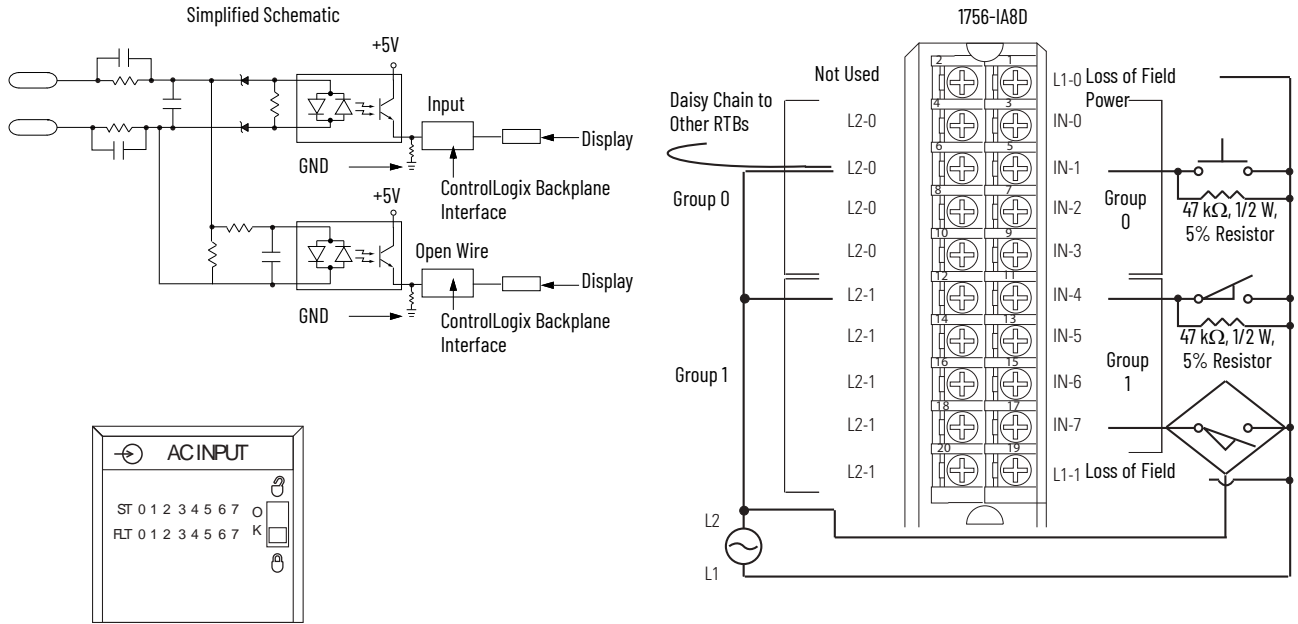 Simplified Schematic
+5V
Input
Display
GND
ControlLogix Backplane
Interface
+5V
Open Wire
Display
GND
ControlLogix Backplane
Interface
AC INPUT
ST 0 1 2 3 4 5 6 7
FLT 0 1 2 3 4 5 6 7
O
K
1756-IA8D
Not Used
2
1
L1-0
Loss of Field
Power
Daisy Chain to
Other RTBs
L2-0
4
3
IN-0
L2-0
6
5
IN-1
Group 0
L2-0
8
7
IN-2
Group
0
47 kΩ, 1/2 W,
5% Resistor
L2-0
10
9
IN-3
L2-1
12
11
IN-4
L2-1
14
13
IN-5
47 kΩ, 1/2 W,
5% Resistor
Group 1
L2-1
16
15
IN-6
Group
1
L2-1
18
17
IN-7
L2-1
20
19
L1-1
Loss of Field
L2
L1